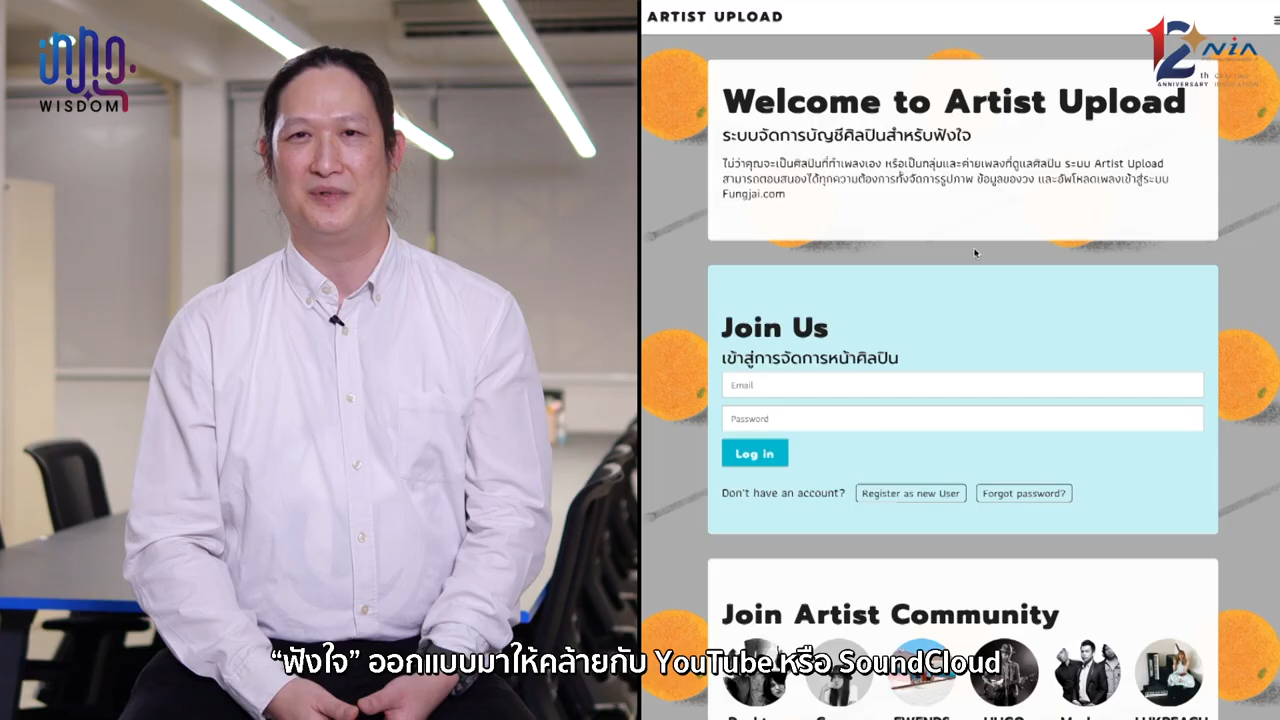 WISDOM
ARTIST UPLOAD
12 th NIA
ANNIVERSARY
Welcome to Artist Upload
ระบบจัดการบัญชีศิลปินสำหรับฟังใจ
ไม่ว่าคุณจะเป็นศิลปินที่ทำเพลงเอง หรือเป็นกลุ่มและค่ายเพลงที่ดูแลศิลปิน ระบบ Artist Upload
สามารถตอบสนองได้ทุกความต้องการทั้งจัดการรูปภาพ ข้อมูลของวง และอัพโหลดเพลงเข้าสู่ระบบ
Fungjai.com
Join Us
เข้าสู่การจัดการหน้าศิลปิน
Email
Password
Log in
Don't have an account? Register as new User Forgot password?
Join Artist Community
“ฟังใจ” ออกแบบมาให้คล้ายกับ YouTube หรือ SoundCloud